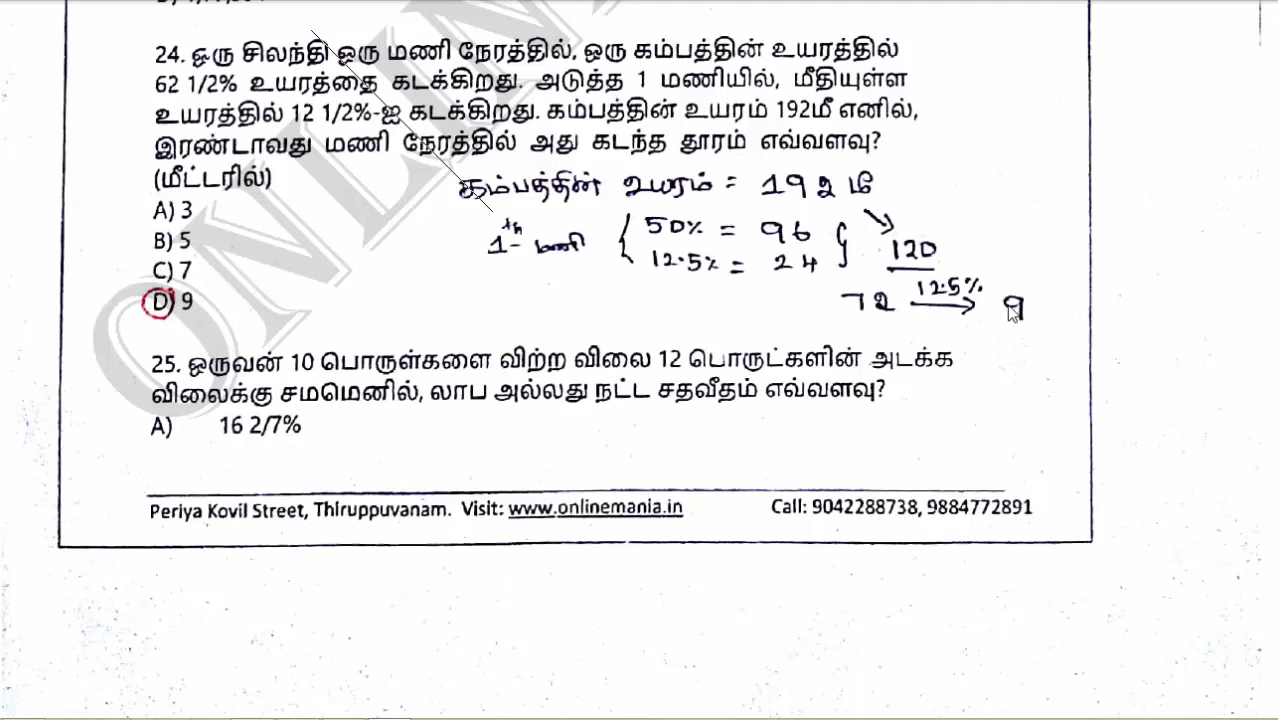 24. ஒரு சிலந்தி ஒரு மணி நேரத்தில், ஒரு கம்பத்தின் உயரத்தில்
62 1/2% உயரத்தை கடக்கிறது. அடுத்த 1 மணியில், மீதியுள்ள
உயரத்தில் 12 1/2%-ஐ கடக்கிறது. கம்பத்தின் உயரம் 192மீ எனில்,
இரண்டாவது மணி நேரத்தில் அது கடந்த தூரம் எவ்வளவு?
(மீட்டரில்)
கம்பத்தின் உயரம் = 192 மீ
A) 3
1th மணி { 50% = 96 }
B) 5
12.5% = 24
120
C) 7
72 12.5% 9
D) 9
25. ஒருவன் 10 பொருள்களை விற்ற விலை 12 பொருட்களின் அடக்க
விலைக்கு சமமெனில், லாப அல்லது நட்ட சதவீதம் எவ்வளவு?
A) 16 2/7%
Periya Kovil Street, Thiruppuvanam. Visit: www.onlinemania.in Call: 9042288738, 9884772891